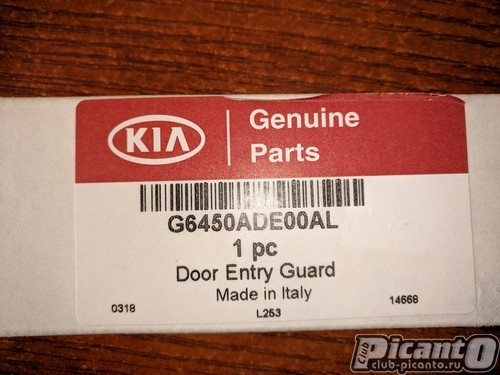 KIA
Genuine
Parts
G6450ADE00AL
1 pc
Door Entry Guard
Made in Italy
0318
L253
14668
Club
PicantO
club-picanto.ru